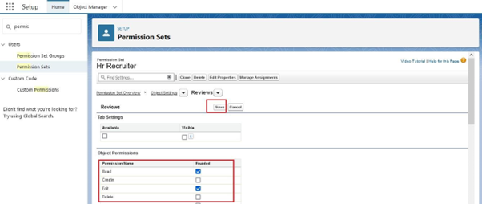 Setup
Home
Object Manager
permis
Users
Permission Set Groups
Permission Sets
Custom Code
Custom Permissions
Didn't find what you're looking for?
Try using Global Search.
SETUP
Permission Sets
Permission Set
Hr Recruiter
Video Tutorial | Help for this Page
Find Settings...
Clone
Delete
Edit Properties
Manage Assignments
Permission Set Overview
Object Settings
Reviews
Reviews
Save
Cancel
Tab Settings
Available
Visible
Object Permissions
Permission Name
Enabled
Read
Create
Edit
Delete